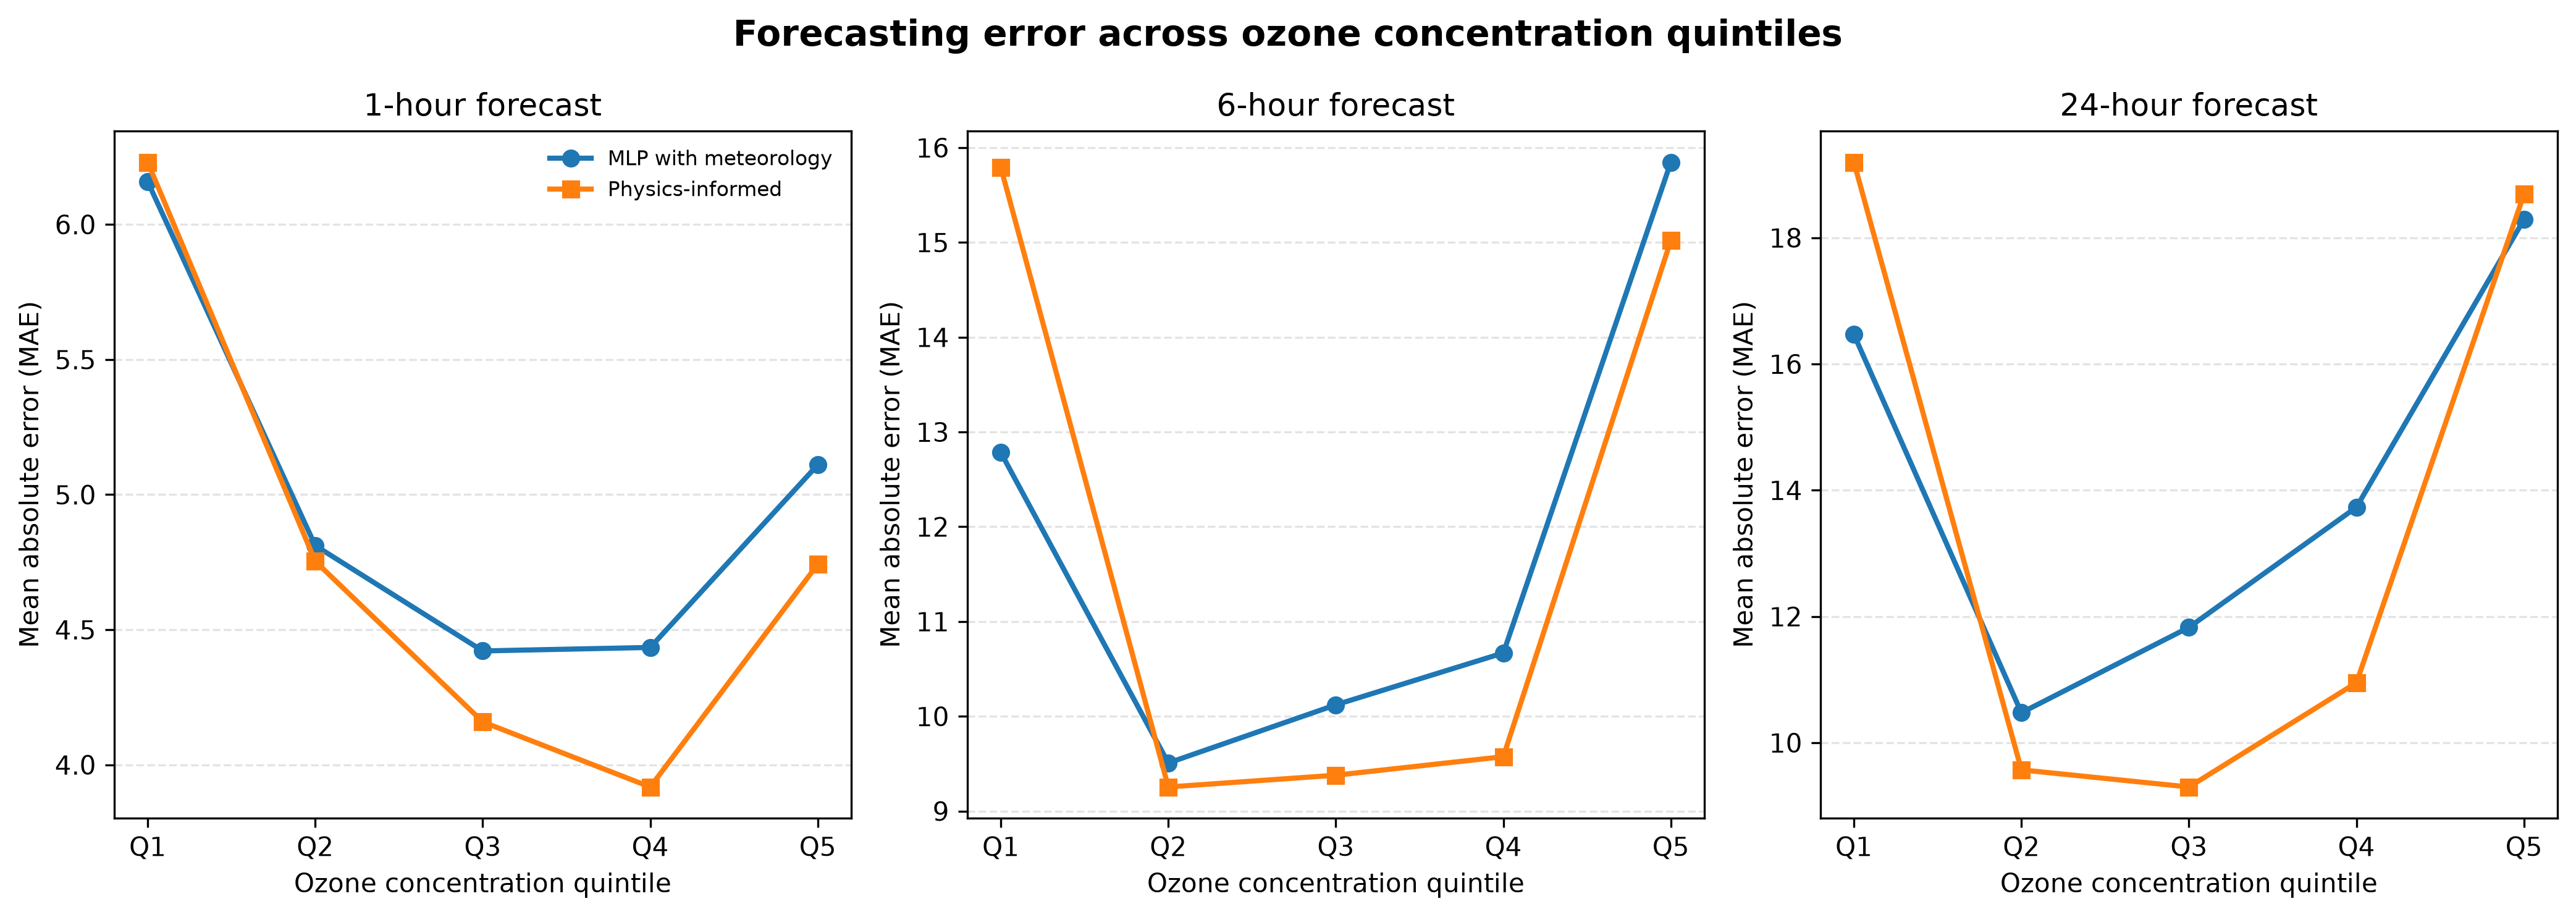 Forecasting error across ozone concentration quintiles
1-hour forecast
Mean absolute error (MAE)
6.0
5.5
5.0
4.5
4.0
MLP with meteorology
Physics-informed
Q1 Q2 Q3 Q4 Q5
Ozone concentration quintile
6-hour forecast
Mean absolute error (MAE)
16
15
14
13
12
11
10
9
Q1 Q2 Q3 Q4 Q5
Ozone concentration quintile
24-hour forecast
Mean absolute error (MAE)
18
16
14
12
10
Q1 Q2 Q3 Q4 Q5
Ozone concentration quintile